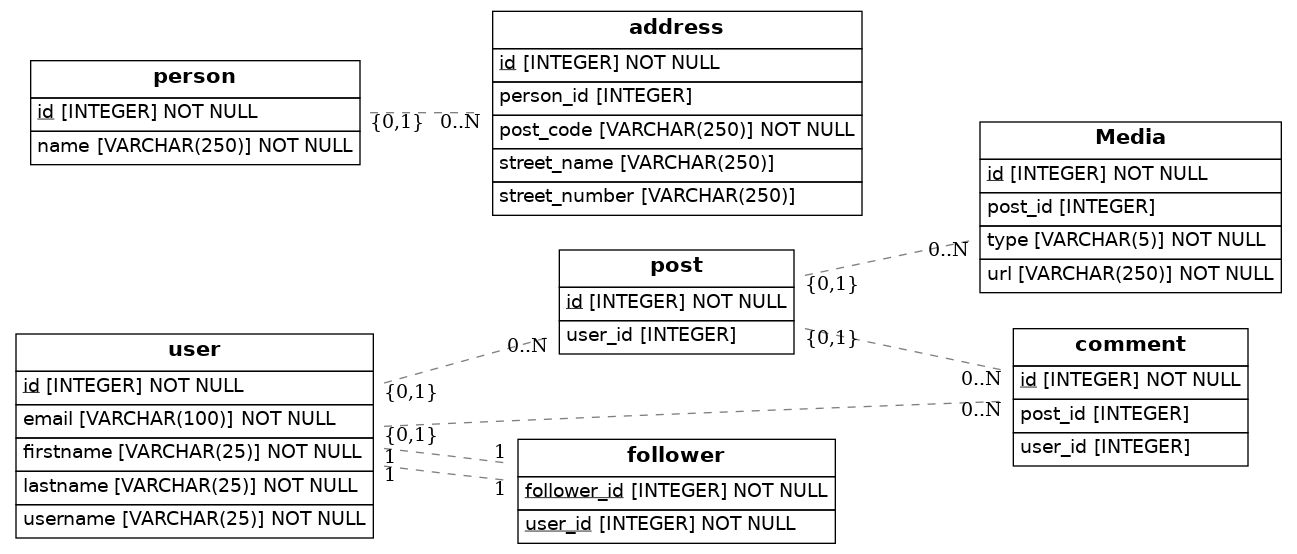 person
id [INTEGER] NOT NULL
name [VARCHAR(250)] NOT NULL
{0,1} 0..N
address
id [INTEGER] NOT NULL
person_id [INTEGER]
post_code [VARCHAR(250)] NOT NULL
street_name [VARCHAR(250)]
street_number [VARCHAR(250)]
Media
id [INTEGER] NOT NULL
post_id [INTEGER]
type [VARCHAR(5)] NOT NULL
url [VARCHAR(250)] NOT NULL
0..N
{0,1}
post
id [INTEGER] NOT NULL
user_id [INTEGER]
{0,1}
0..N
0..N
{0,1}
user
id [INTEGER] NOT NULL
email [VARCHAR(100)] NOT NULL
firstname [VARCHAR(25)] NOT NULL
lastname [VARCHAR(25)] NOT NULL
username [VARCHAR(25)] NOT NULL
{0,1}
0..N
1
1
1
1
comment
id [INTEGER] NOT NULL
post_id [INTEGER]
user_id [INTEGER]
follower
follower_id [INTEGER] NOT NULL
user_id [INTEGER] NOT NULL